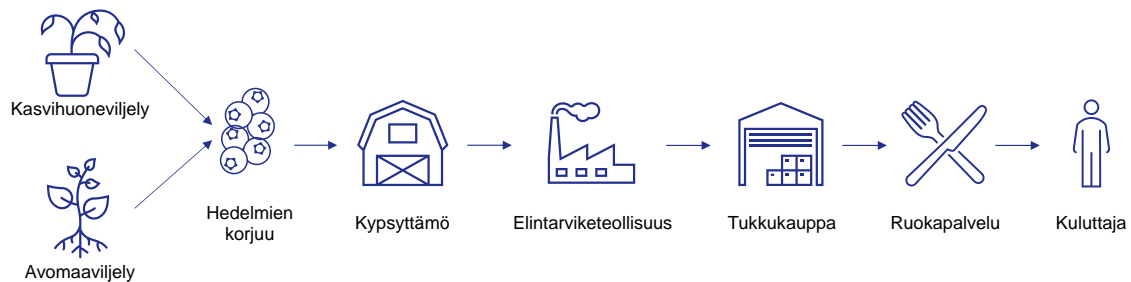 Kasvihuoneviljely
Avomaaviljely
Hedelmien
korjuu
Kypsyttämö
Elintarviketeollisuus
Tukkukauppa
Ruokapalvelu
Kuluttaja